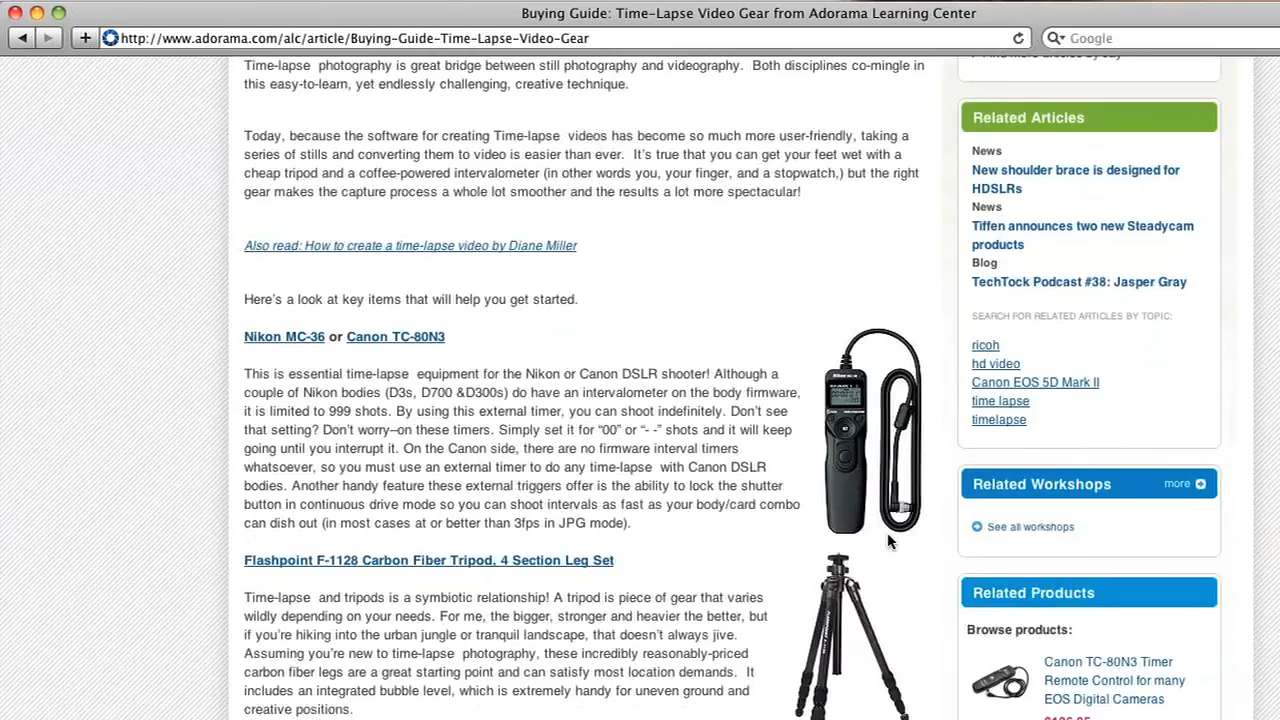 Buying Guide: Time-Lapse Video Gear from Adorama Learning Center
http://www.adorama.com/alc/article/Buying-Guide-Time-Lapse-Video-Gear
Google
Time-lapse photography is great bridge between still photography and videography. Both disciplines co-mingle in
this easy-to-learn, yet endlessly challenging, creative technique.
Today, because the software for creating Time-lapse videos has become so much more user-friendly, taking a
series of stills and converting them to video is easier than ever. It's true that you can get your feet wet with a
cheap tripod and a coffee-powered intervalometer (in other words you, your finger, and a stopwatch,) but the right
gear makes the capture process a whole lot smoother and the results a lot more spectacular!
Also read: How to create a time-lapse video by Diane Miller
Here's a look at key items that will help you get started.
Nikon MC-36 or Canon TC-80N3
This is essential time-lapse equipment for the Nikon or Canon DSLR shooter! Although a
couple of Nikon bodies (D3s, D700 &D300s) do have an intervalometer on the body firmware,
it is limited to 999 shots. By using this external timer, you can shoot indefinitely. Don't see
that setting? Don't worry–on these timers. Simply set it for "00" or "- -" shots and it will keep
going until you interrupt it. On the Canon side, there are no firmware interval timers
whatsoever, so you must use an external timer to do any time-lapse with Canon DSLR
bodies. Another handy feature these external triggers offer is the ability to lock the shutter
button in continuous drive mode so you can shoot intervals as fast as your body/card combo
can dish out (in most cases at or better than 3fps in JPG mode).
Flashpoint F-1128 Carbon Fiber Tripod, 4 Section Leg Set
Time-lapse and tripods is a symbiotic relationship! A tripod is piece of gear that varies
wildly depending on your needs. For me, the bigger, stronger and heavier the better, but
if you're hiking into the urban jungle or tranquil landscape, that doesn't always jive.
Assuming you're new to time-lapse photography, these incredibly reasonably-priced
carbon fiber legs are a great starting point and can satisfy most location demands. It
includes an integrated bubble level, which is extremely handy for uneven ground and
creative positions.
Related Articles
News
New shoulder brace is designed for
HDSLRs
News
Tiffen announces two new Steadycam
products
Blog
TechTock Podcast #38: Jasper Gray
SEARCH FOR RELATED ARTICLES BY TOPIC:
ricoh
hd video
Canon EOS 5D Mark II
time lapse
timelapse
Related Workshops
more
See all workshops
Related Products
Browse products:
Canon TC-80N3 Timer
Remote Control for many
EOS Digital Cameras